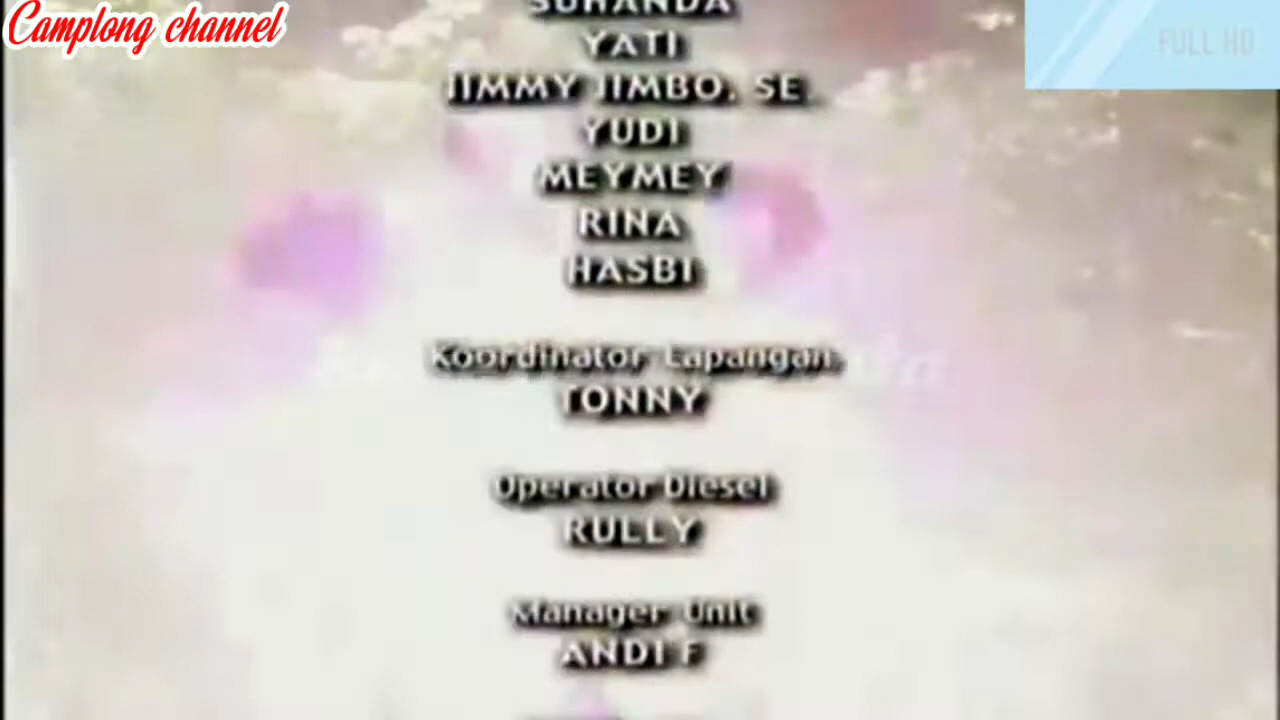 Camplong channel
FULL HD
SUHANDA
YATI
JIMMY JIMBO. SE.
YUDI
MEYMEY
RINA
HASBI
Koordinator Lapangan
TONNY
Operator Diesel
RULLY
Manager Unit
ANDI F